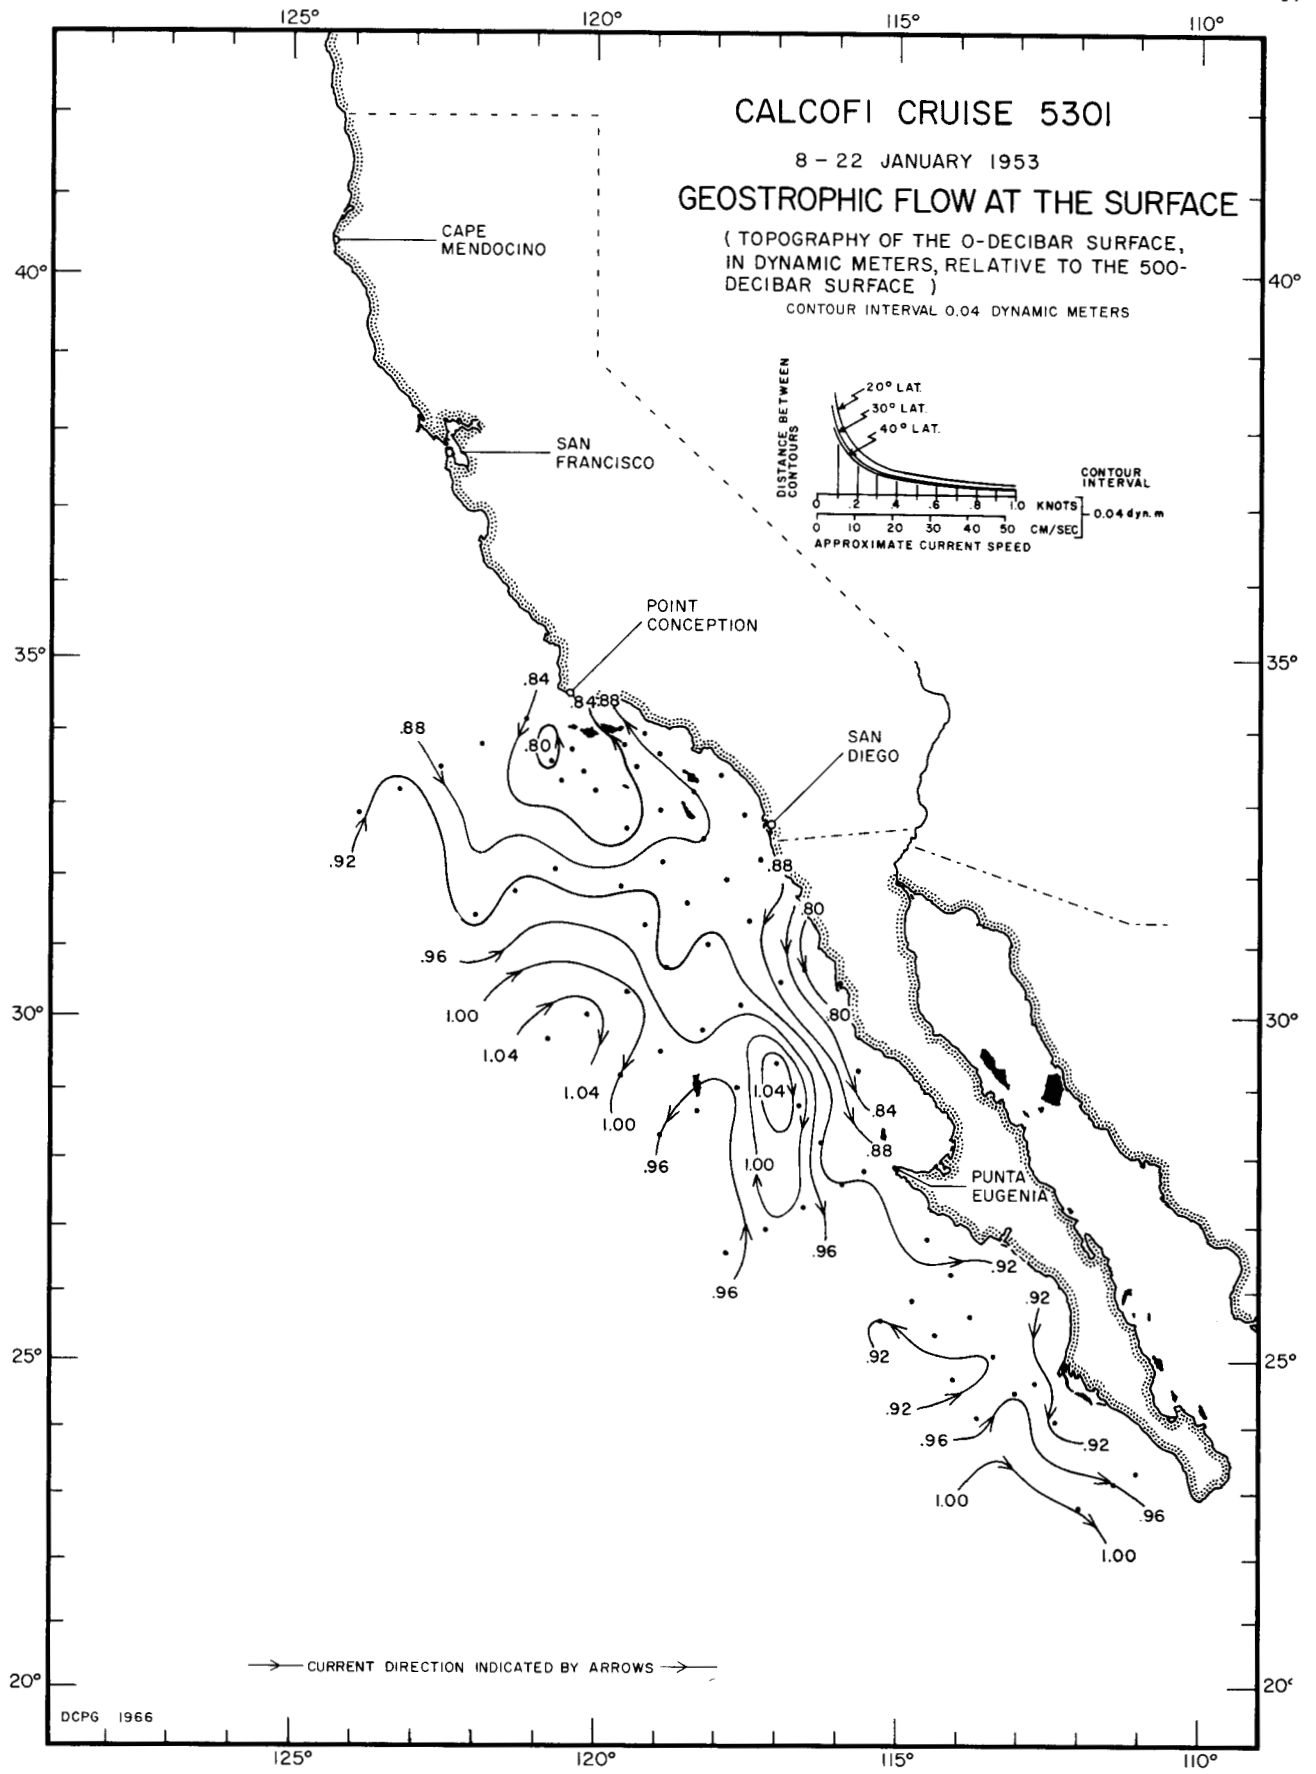 125° 120° 115° 110°
CALCOFI CRUISE 5301
8 – 22 JANUARY 1953
GEOSTROPHIC FLOW AT THE SURFACE
( TOPOGRAPHY OF THE 0-DECIBAR SURFACE,
IN DYNAMIC METERS, RELATIVE TO THE 500-
DECIBAR SURFACE )
CONTOUR INTERVAL 0.04 DYNAMIC METERS
CAPE
MENDOCINO
40° 40°
DISTANCE BETWEEN
CONTOURS
20° LAT.
30° LAT.
40° LAT.
CONTOUR
INTERVAL
0 .2 .4 .6 .8 1.0 KNOTS
0.04 dyn. m
0 10 20 30 40 50 CM/SEC
APPROXIMATE CURRENT SPEED
SAN
FRANCISCO
POINT
CONCEPTION
35° 35°
.84
.84 .88
.88
.80
SAN
DIEGO
.92
.88
.80
.96
30° 30°
1.00
.80
1.04
1.04
1.04
.84
1.00
.88
.96
1.00
PUNTA
EUGENIA
.96
.92
.96
.92
25° 25°
.92
.92
.96
.92
1.00
.96
1.00
CURRENT DIRECTION INDICATED BY ARROWS
20° 20°
DCPG 1966
125° 120° 115° 110°